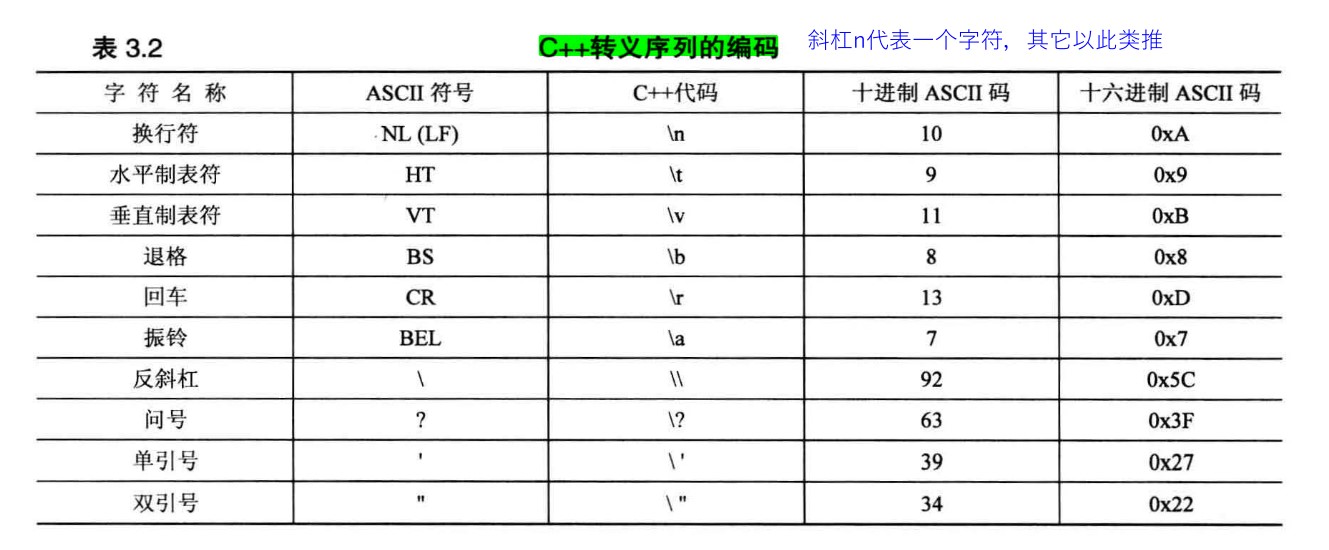 表 3.2 C++转义序列的编码 斜杠n代表一个字符，其它以此类推
字符名称 ASCII 符号 C++代码 十进制 ASCII 码 十六进制 ASCII 码
换行符 NL (LF) \n 10 0xA
水平制表符 HT \t 9 0x9
垂直制表符 VT \v 11 0xB
退格 BS \b 8 0x8
回车 CR \r 13 0xD
振铃 BEL \a 7 0x7
反斜杠 \ \\ 92 0x5C
问号 ? \? 63 0x3F
单引号 ' \ ' 39 0x27
双引号 " \ " 34 0x22